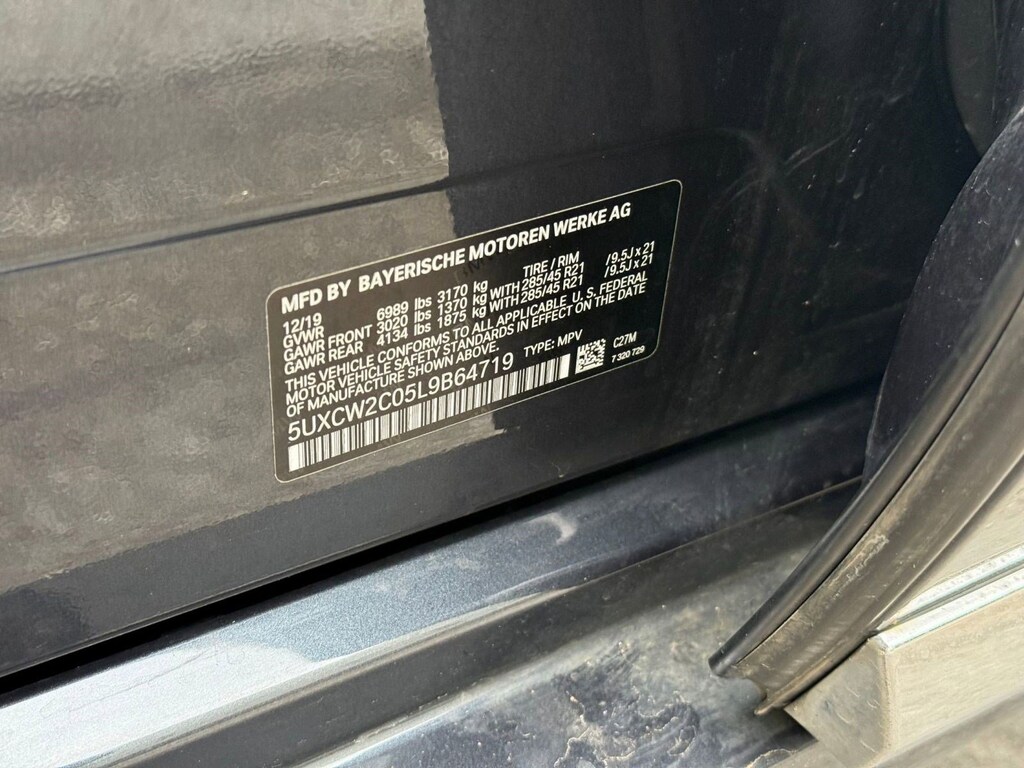 MFD BY BAYERISCHE MOTOREN WERKE AG
12/19 TIRE / RIM
GVWR 6989 lbs 3170 kg
GAWR FRONT 3020 lbs 1370 kg WITH 285/45 R21 /9.5J x 21
GAWR REAR 4134 lbs 1875 kg WITH 285/45 R21 /9.5J x 21
THIS VEHICLE CONFORMS TO ALL APPLICABLE U. S. FEDERAL
MOTOR VEHICLE SAFETY STANDARDS IN EFFECT ON THE DATE
OF MANUFACTURE SHOWN ABOVE.
5UXCW2C05L9B64719 TYPE: MPV C27M
7 320 729